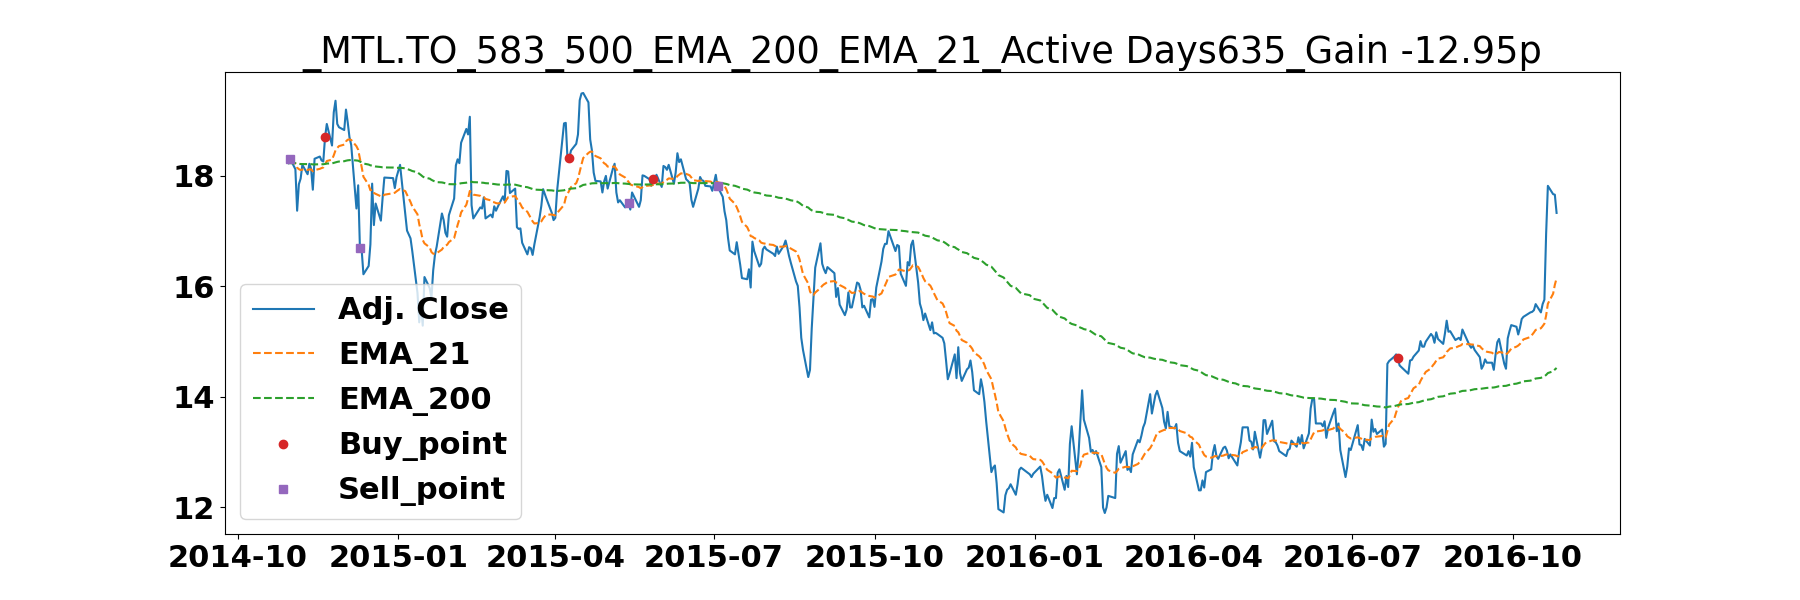 _MTL.TO_583_500_EMA_200_EMA_21_Active Days635_Gain -12.95p
18
16
14
12
Adj. Close
EMA_21
EMA_200
Buy_point
Sell_point
2014-10 2015-01 2015-04 2015-07 2015-10 2016-01 2016-04 2016-07 2016-10